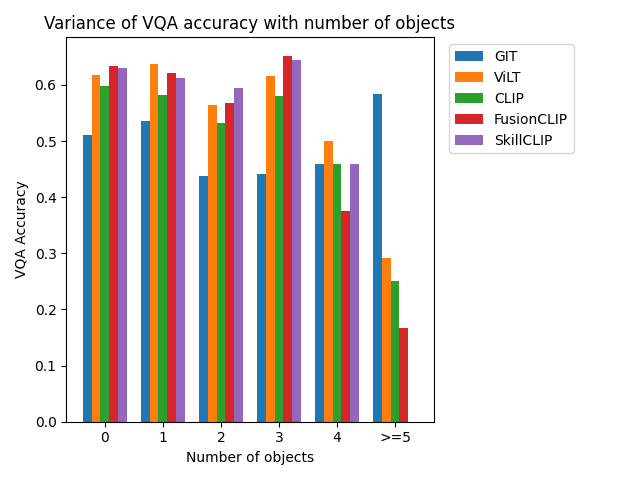 Variance of VQA accuracy with number of objects
GIT
ViLT
CLIP
FusionCLIP
SkillCLIP
VQA Accuracy
0.6
0.5
0.4
0.3
0.2
0.1
0.0
0 1 2 3 4 >=5
Number of objects